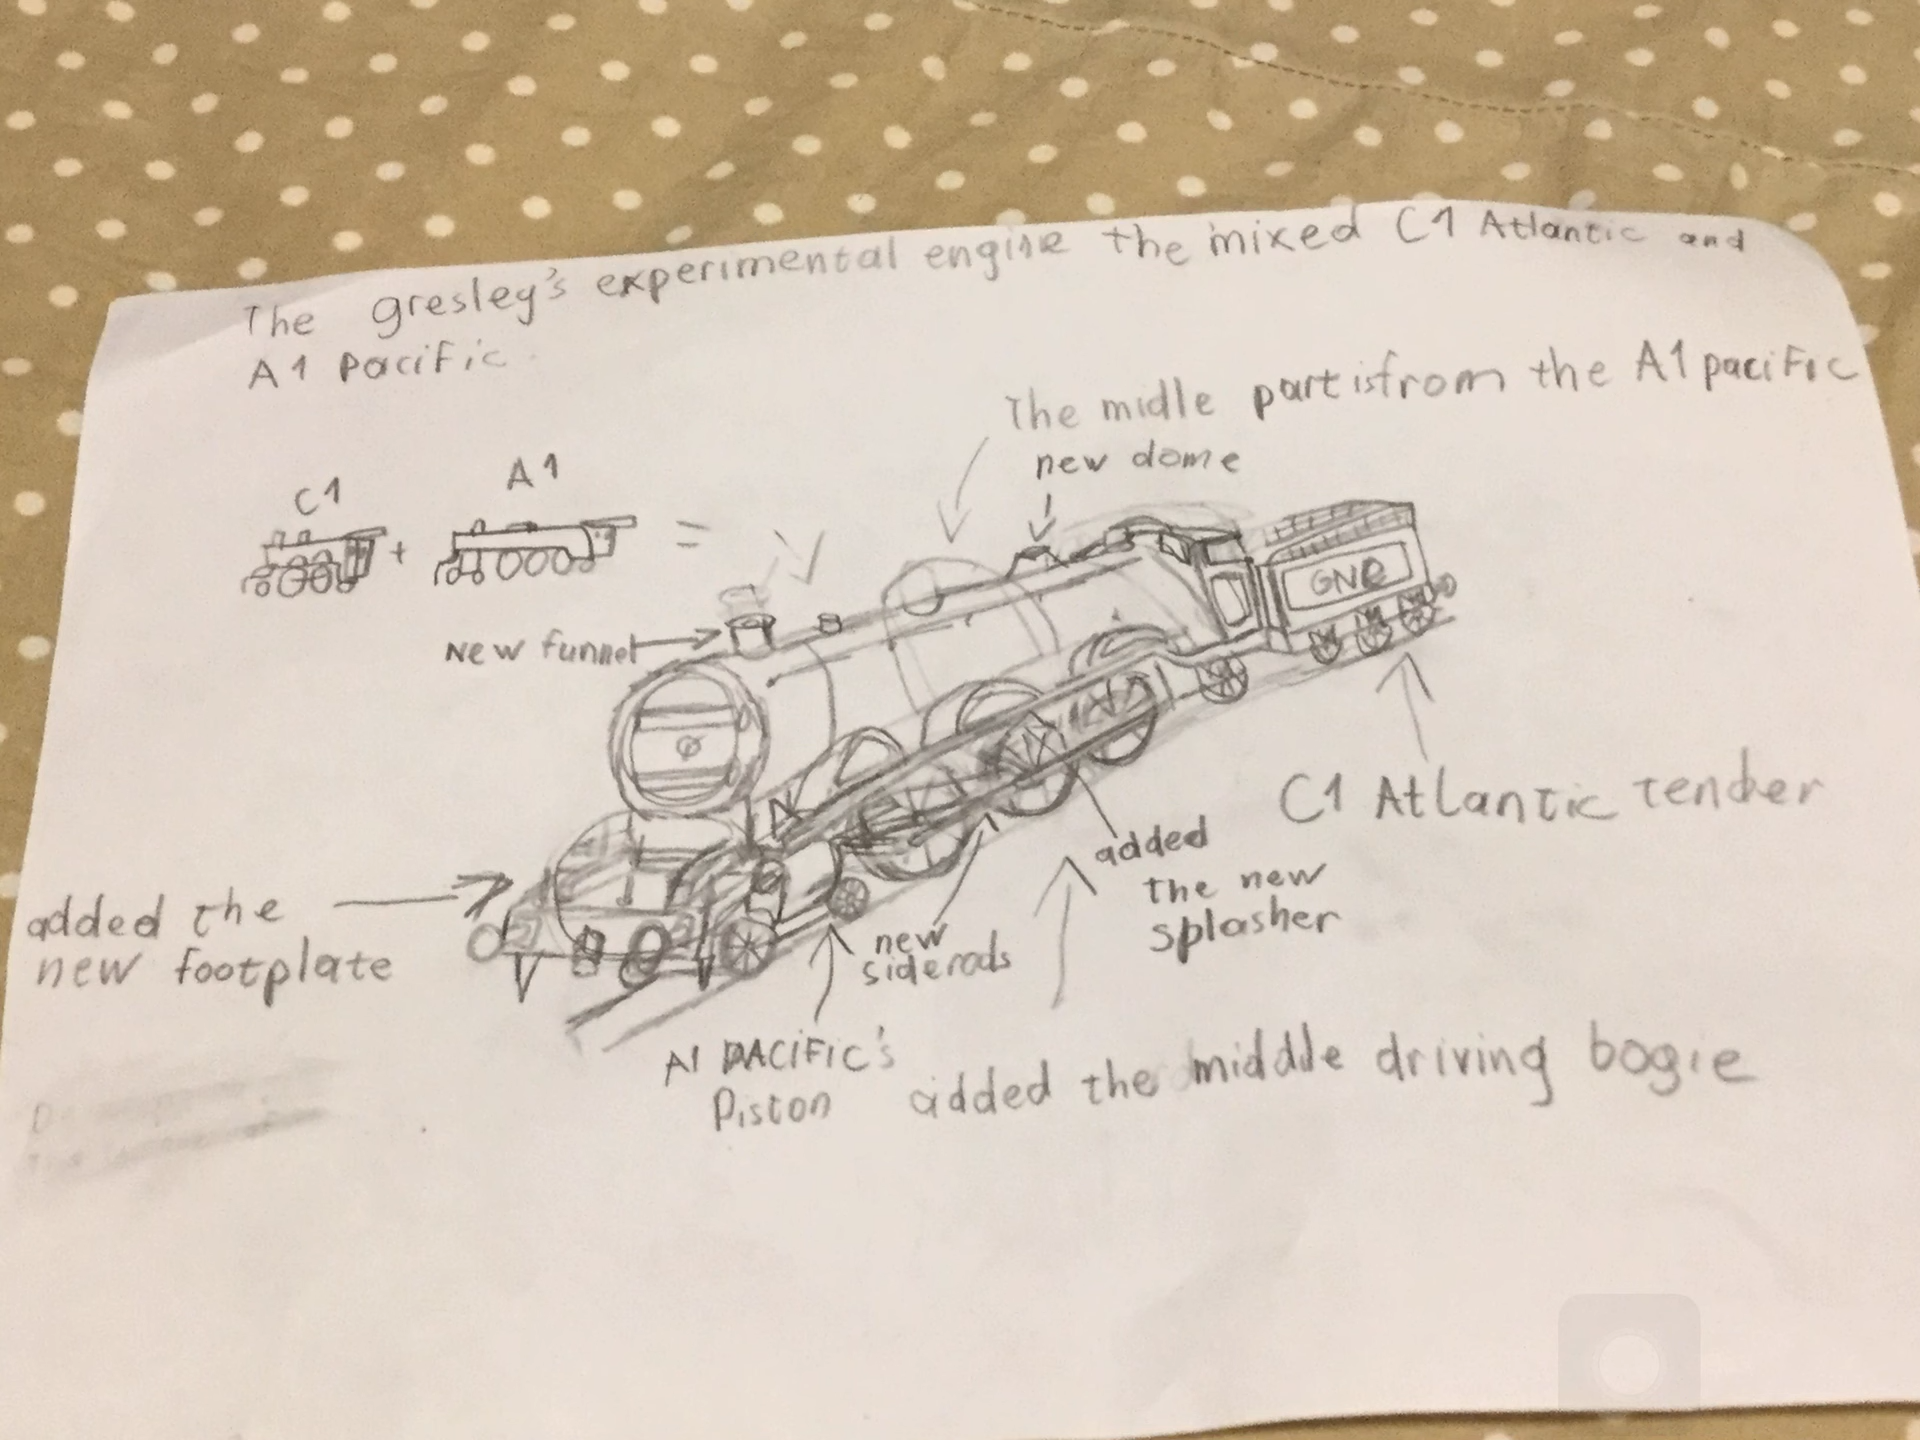 The gresley's experimental engine the mixed C1 Atlantic and
A1 pacific.
The midle part is from the A1 pacific
new dome
C1
A1
+
=
New funnel
GNR
C1 Atlantic tender
added the
new footplate
added
the new
splasher
new
siderods
A1 PACIFIC's
Piston
added the middle driving bogie